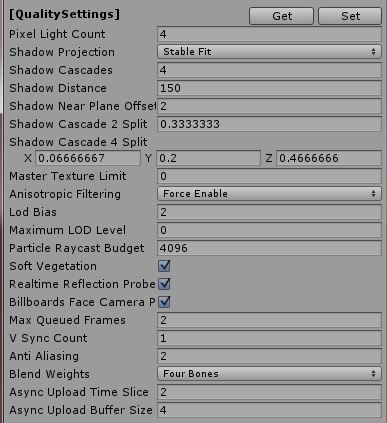 [QualitySettings] Get Set
Pixel Light Count 4
Shadow Projection Stable Fit
Shadow Cascades 4
Shadow Distance 150
Shadow Near Plane Offset 2
Shadow Cascade 2 Split 0.3333333
Shadow Cascade 4 Split
X 0.06666667 Y 0.2 Z 0.4666666
Master Texture Limit 0
Anisotropic Filtering Force Enable
Lod Bias 2
Maximum LOD Level 0
Particle Raycast Budget 4096
Soft Vegetation
Realtime Reflection Probe
Billboards Face Camera P
Max Queued Frames 2
V Sync Count 1
Anti Aliasing 2
Blend Weights Four Bones
Async Upload Time Slice 2
Async Upload Buffer Size 4